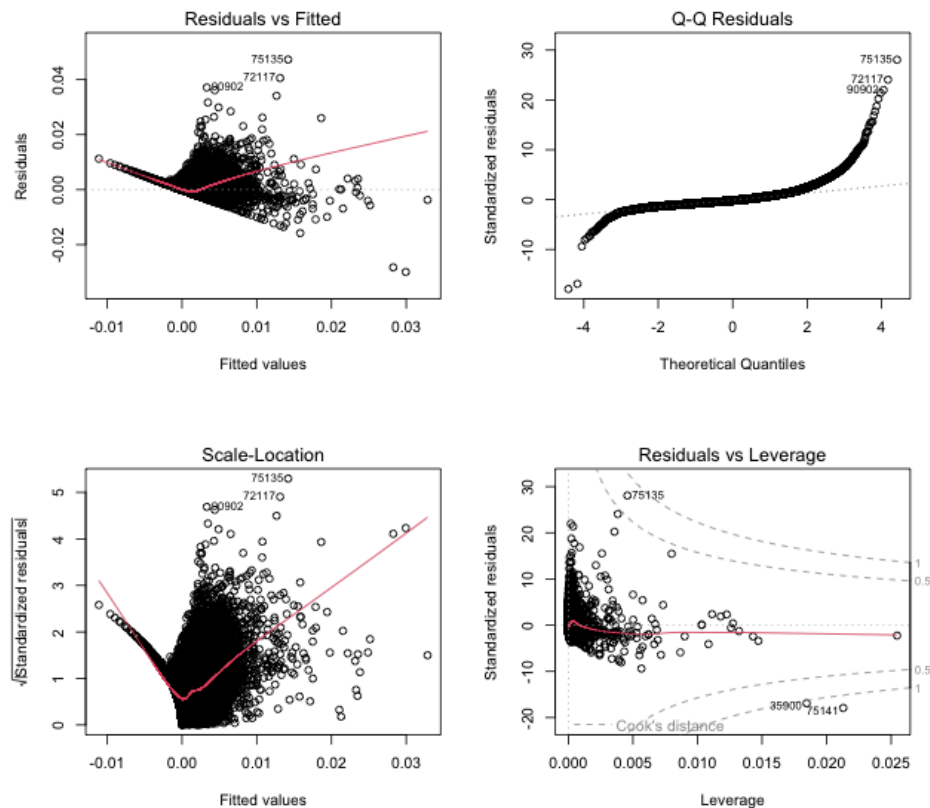 Residuals vs Fitted
Residuals
0.04
0.02
0.00
-0.02
75135
72117
90902
-0.01 0.00 0.01 0.02 0.03
Fitted values
Q-Q Residuals
Standardized residuals
30
20
10
0
-10
75135
72117
90902
-4 -2 0 2 4
Theoretical Quantiles
Scale-Location
√|Standardized residuals|
5
4
3
2
1
0
75135
72117
90902
-0.01 0.00 0.01 0.02 0.03
Fitted values
Residuals vs Leverage
Standardized residuals
30
20
10
0
-10
-20
75135
1
0.5
0.5
1
35900
75141
Cook's distance
0.000 0.005 0.010 0.015 0.020 0.025
Leverage